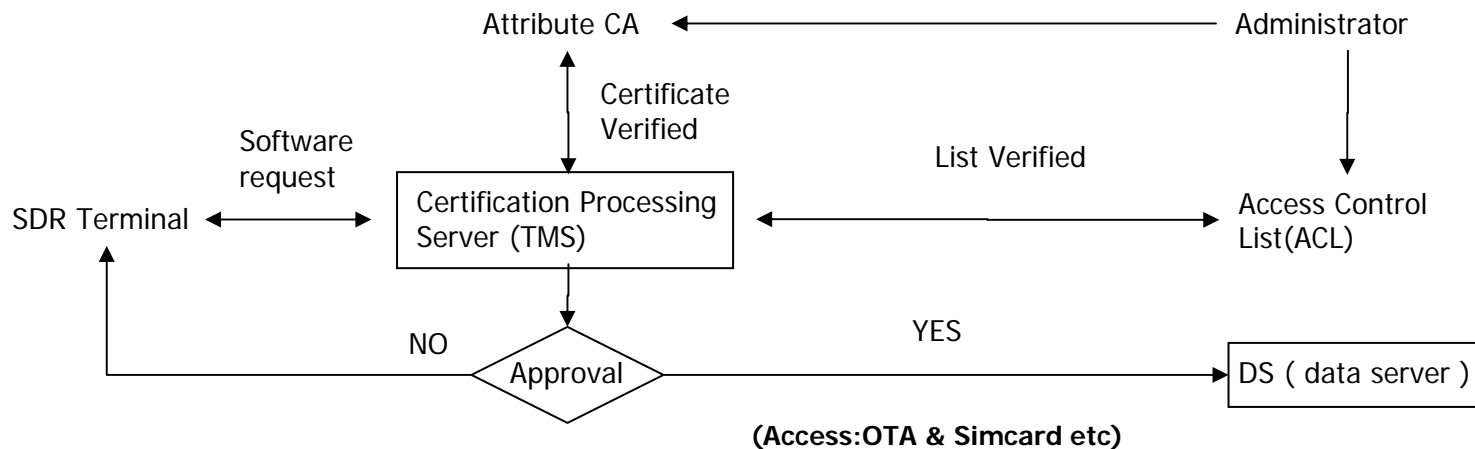 Attribute CA
Administrator
Certificate
Verified
Software
request
List Verified
SDR Terminal
Certification Processing
Server (TMS)
Access Control
List(ACL)
NO
YES
Approval
DS ( data server )
(Access:OTA & Simcard etc)